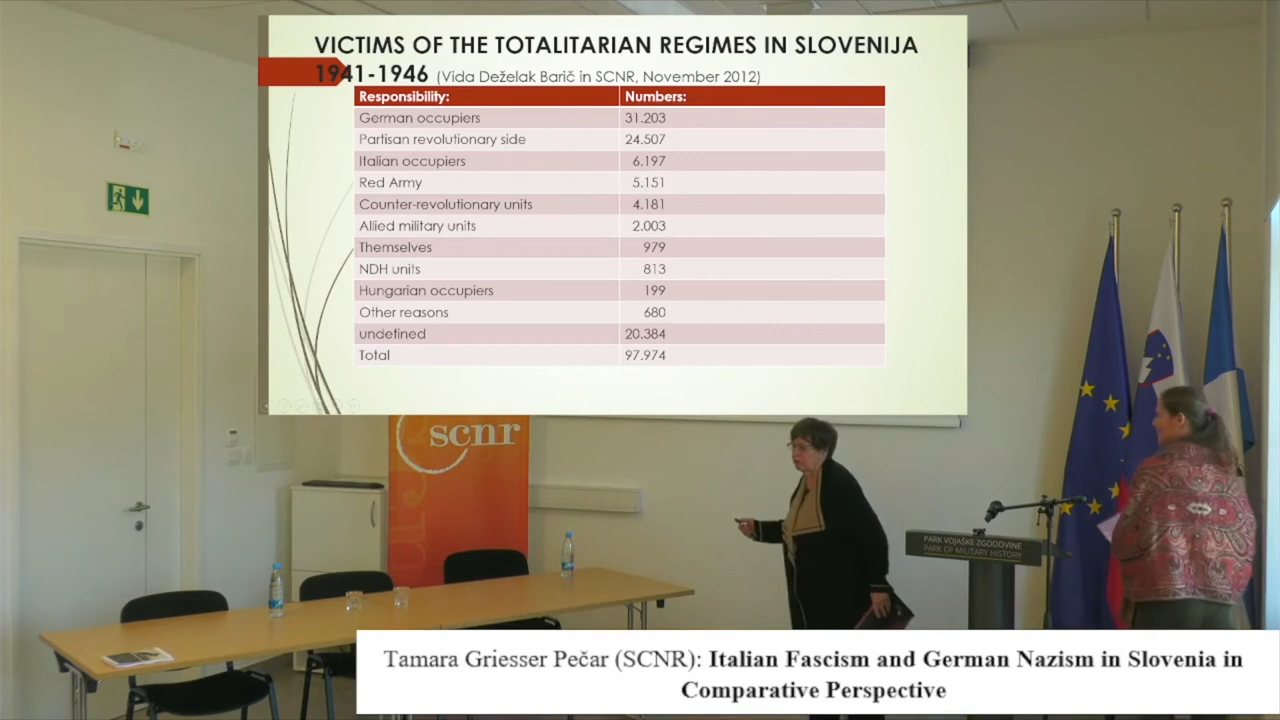 VICTIMS OF THE TOTALITARIAN REGIMES IN SLOVENIJA
1941-1946 (Vida Deželak Barič in SCNR, November 2012)
Responsibility: Numbers:
German occupiers 31.203
Partisan revolutionary side 24.507
Italian occupiers 6.197
Red Army 5.151
Counter-revolutionary units 4.181
Allied military units 2.003
Themselves 979
NDH units 813
Hungarian occupiers 199
Other reasons 680
undefined 20.384
Total 97.974
scnr
PARK VOJAŠKE ZGODOVINE
PARK OF MILITARY HISTORY
Tamara Griesser Pečar (SCNR): Italian Fascism and German Nazism in Slovenia in
Comparative Perspective